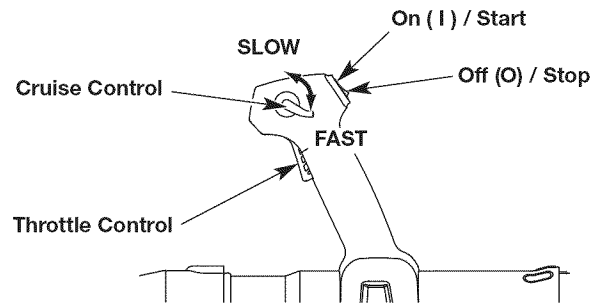 On ( I ) / Start
SLOW
Off (O) / Stop
Cruise Control
FAST
Throttle Control